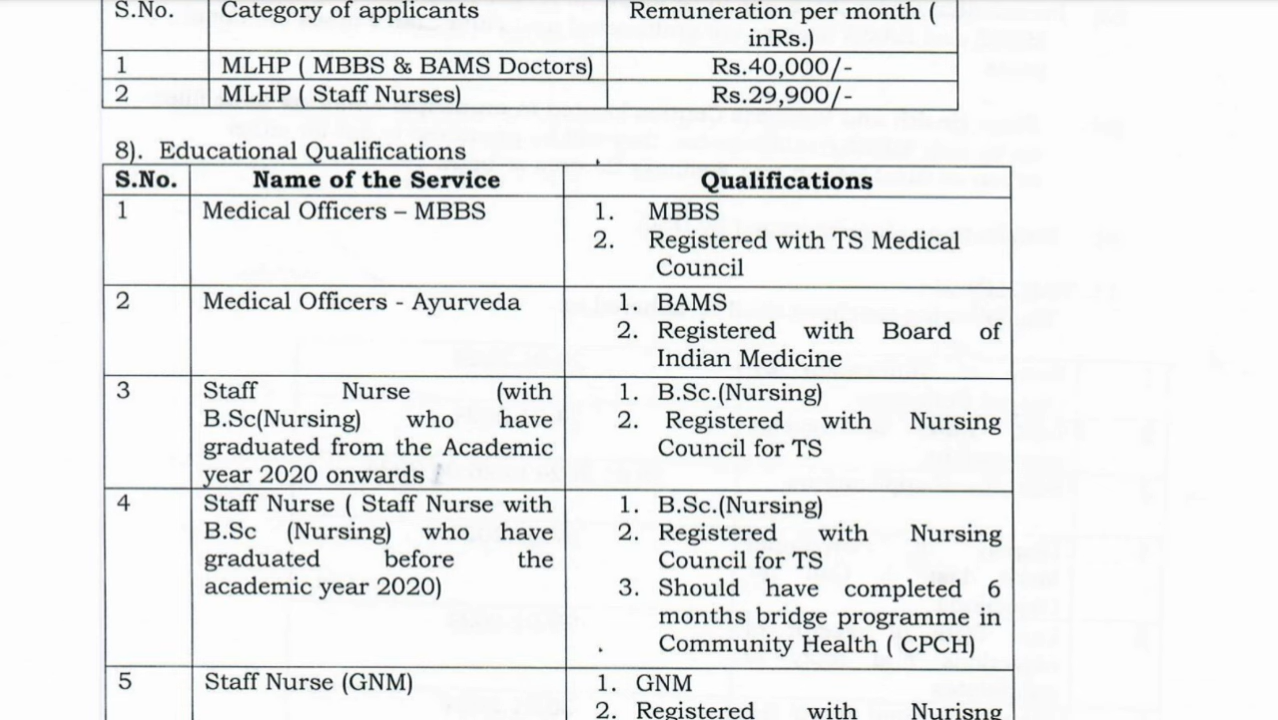 S.No. Category of applicants Remuneration per month (
inRs.)
1 MLHP ( MBBS & BAMS Doctors) Rs.40,000/-
2 MLHP ( Staff Nurses) Rs.29,900/-
8). Educational Qualifications
S.No. Name of the Service Qualifications
1 Medical Officers – MBBS 1. MBBS
2. Registered with TS Medical
Council
2 Medical Officers - Ayurveda 1. BAMS
2. Registered with Board of
Indian Medicine
3 Staff Nurse (with 1. B.Sc.(Nursing)
B.Sc(Nursing) who have 2. Registered with Nursing
graduated from the Academic Council for TS
year 2020 onwards
4 Staff Nurse ( Staff Nurse with 1. B.Sc.(Nursing)
B.Sc (Nursing) who have 2. Registered with Nursing
graduated before the Council for TS
academic year 2020) 3. Should have completed 6
months bridge programme in
Community Health ( CPCH)
5 Staff Nurse (GNM) 1. GNM
2. Registered with Nurisng